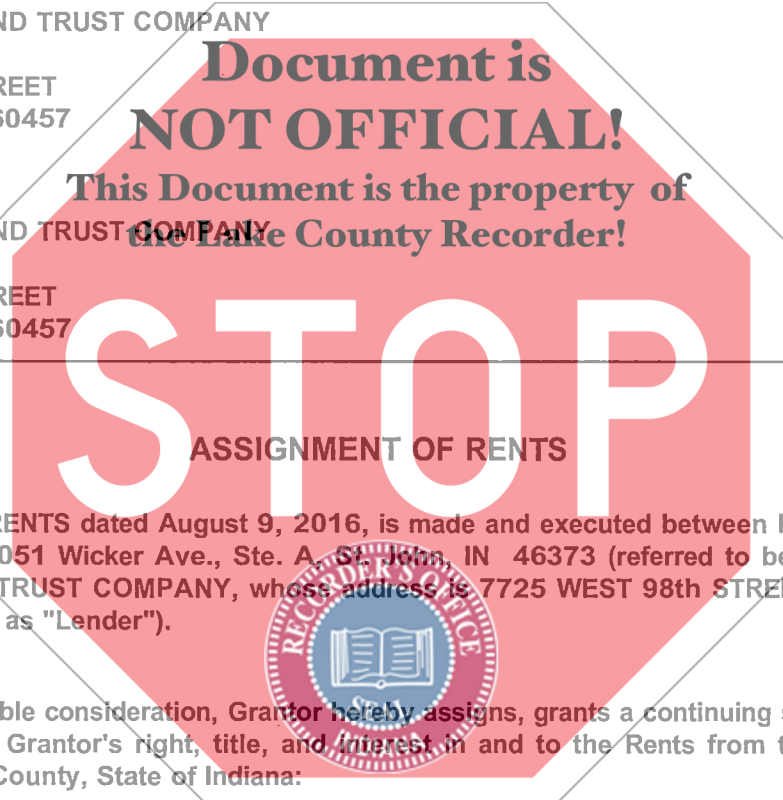 ND TRUST COMPANY
Document is
REET
NOT OFFICIAL!
60457
This Document is the property of
the Lake County Recorder!
ND TRUST COMPANY
REET
60457
STOP
ASSIGNMENT OF RENTS
RENTS dated August 9, 2016, is made and executed between
051 Wicker Ave., Ste. A, St. John, IN 46373 (referred to be
TRUST COMPANY, whose address is 7725 WEST 98th STREE
as "Lender").
RECORDER'S OFFICE
SEAL
INDIANA
ble consideration, Grantor hereby assigns, grants a continuing
Grantor's right, title, and interest in and to the Rents from t
County, State of Indiana: